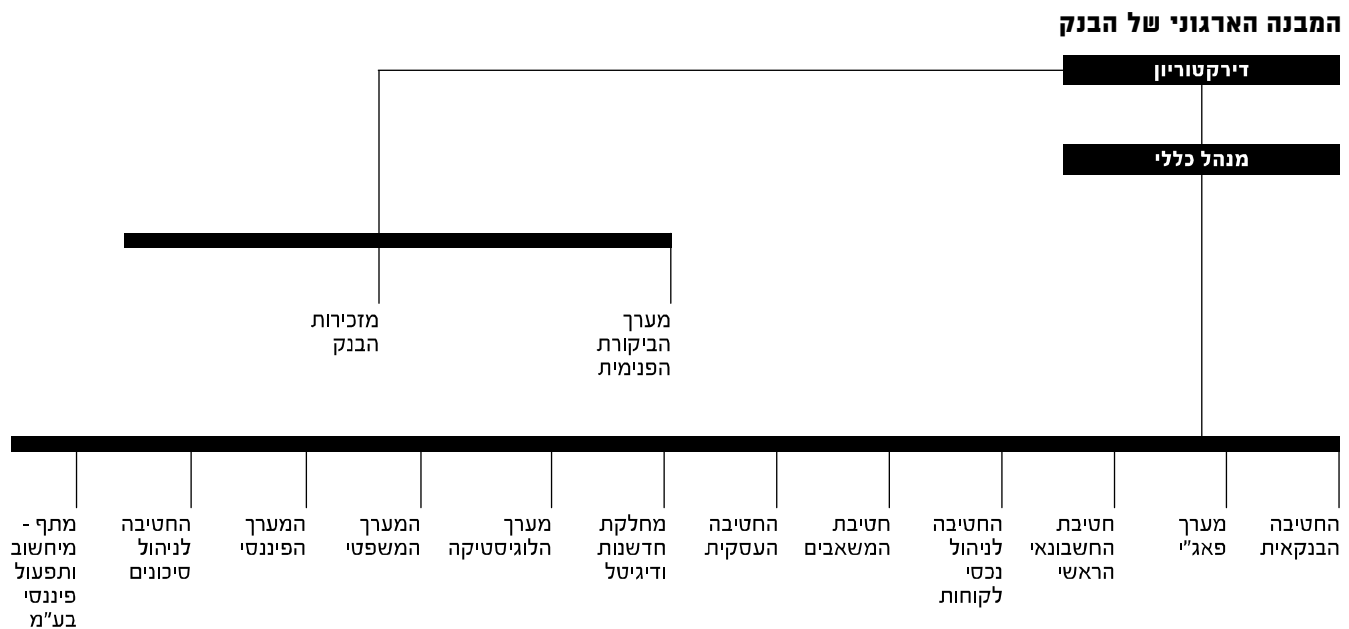 המבנה הארגוני של הבנק
דירקטוריון
מנהל כללי
מערך
הביקורת
הפנימית
מזכירות
הבנק
החטיבה
הבנקאית
מערך
פאג"י
חטיבת
החשבונאי
הראשי
החטיבה
לניהול
נכסי
לקוחות
חטיבת
המשאבים
החטיבה
העסקית
מחלקת
חדשנות
ודיגיטל
מערך
הלוגיסטיקה
המערך
המשפטי
המערך
הפיננסי
החטיבה
לניהול
סיכונים
מתף -
מיחשוב
ותפעול
פיננסי
בע"מ